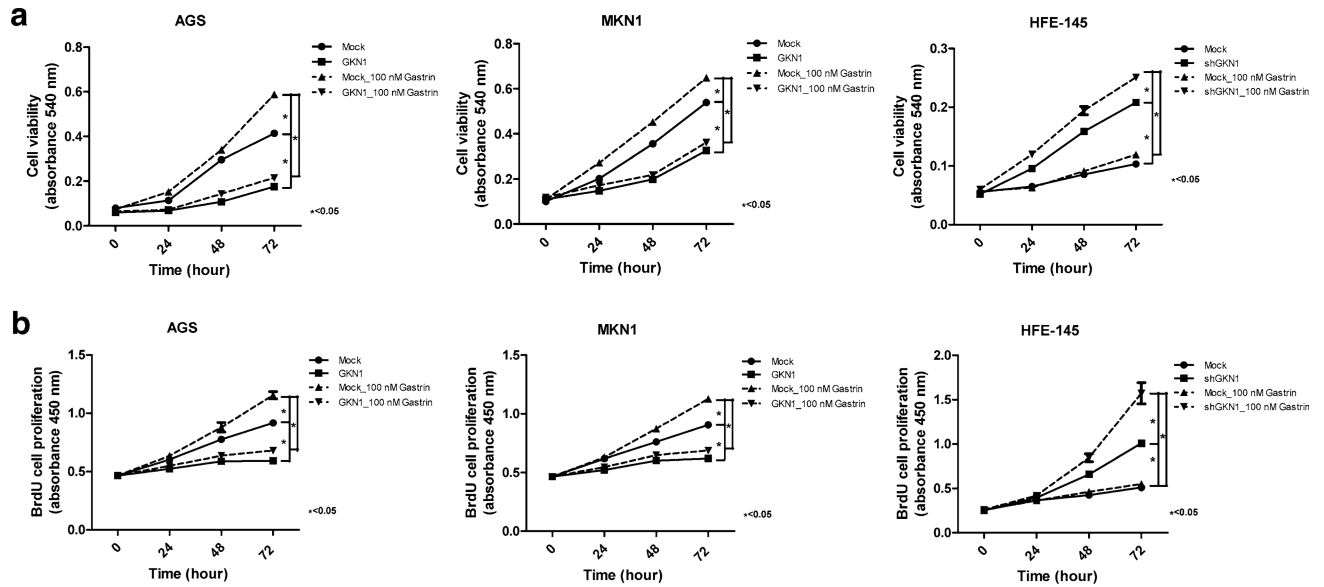 a
AGS
Cell viability
(absorbance 540 nm)
0.8
0.6
0.4
0.2
0.0
0 24 48 72
Time (hour)
Mock
GKN1
Mock_100 nM Gastrin
GKN1_100 nM Gastrin
*
*
*
*<0.05
MKN1
Cell viability
(absorbance 540 nm)
0.8
0.6
0.4
0.2
0.0
0 24 48 72
Time (hour)
Mock
GKN1
Mock_100 nM Gastrin
GKN1_100 nM Gastrin
*
*
*
*<0.05
HFE-145
Cell viability
(absorbance 540 nm)
0.3
0.2
0.1
0.0
0 24 48 72
Time (hour)
Mock
shGKN1
Mock_100 nM Gastrin
shGKN1_100 nM Gastrin
*
*
*
*<0.05
b
AGS
BrdU cell proliferation
(absorbance 450 nm)
1.5
1.0
0.5
0.0
0 24 48 72
Time (hour)
Mock
GKN1
Mock_100 nM Gastrin
GKN1_100 nM Gastrin
*
*
*
*<0.05
MKN1
BrdU cell proliferation
(absorbance 450 nm)
1.5
1.0
0.5
0.0
0 24 48 72
Time (hour)
Mock
GKN1
Mock_100 nM Gastrin
GKN1_100 nM Gastrin
*
*
*
*<0.05
HFE-145
BrdU cell proliferation
(absorbance 450 nm)
2.0
1.5
1.0
0.5
0.0
0 24 48 72
Time (hour)
Mock
shGKN1
Mock_100 nM Gastrin
shGKN1_100 nM Gastrin
*
*
*
*<0.05